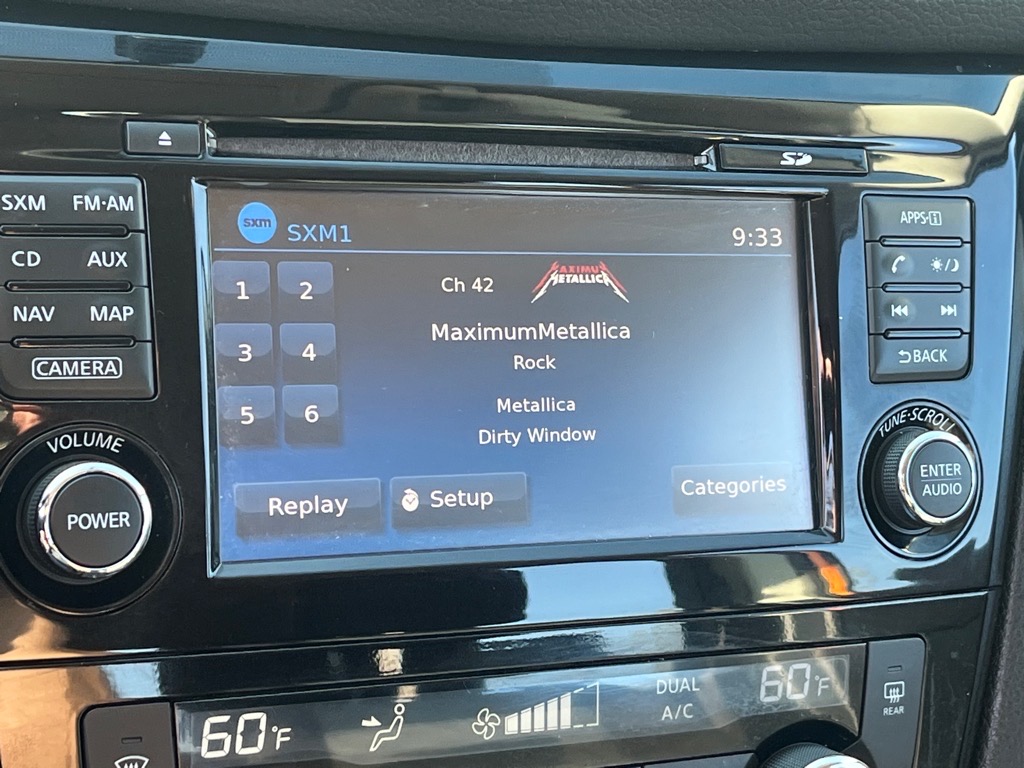 SD
SXM FM·AM
CD AUX
NAV MAP
CAMERA
VOLUME
POWER
sxm SXM1 9:33
1 2
3 4
5 6
Ch 42
MAXIMUM
METALLICA
MaximumMetallica
Rock
Metallica
Dirty Window
Replay Setup Categories
APPS·i
BACK
TUNE·SCROLL
ENTER
AUDIO
60°F
DUAL
A/C
60°F
REAR